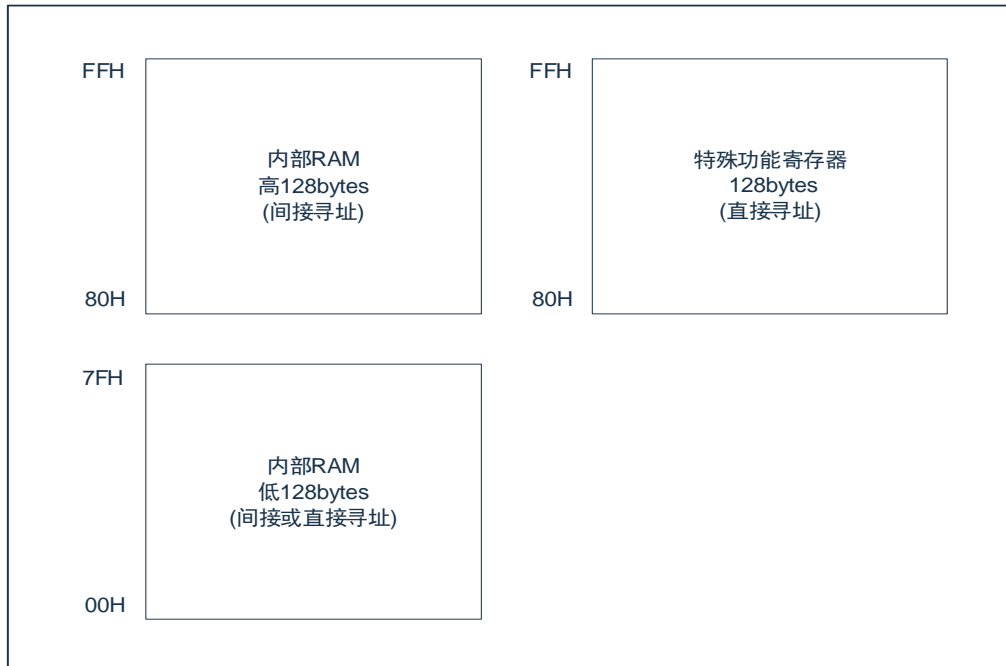 FFH
内部RAM
高128bytes
(间接寻址)
80H
FFH
特殊功能寄存器
128bytes
(直接寻址)
80H
7FH
内部RAM
低128bytes
(间接或直接寻址)
00H